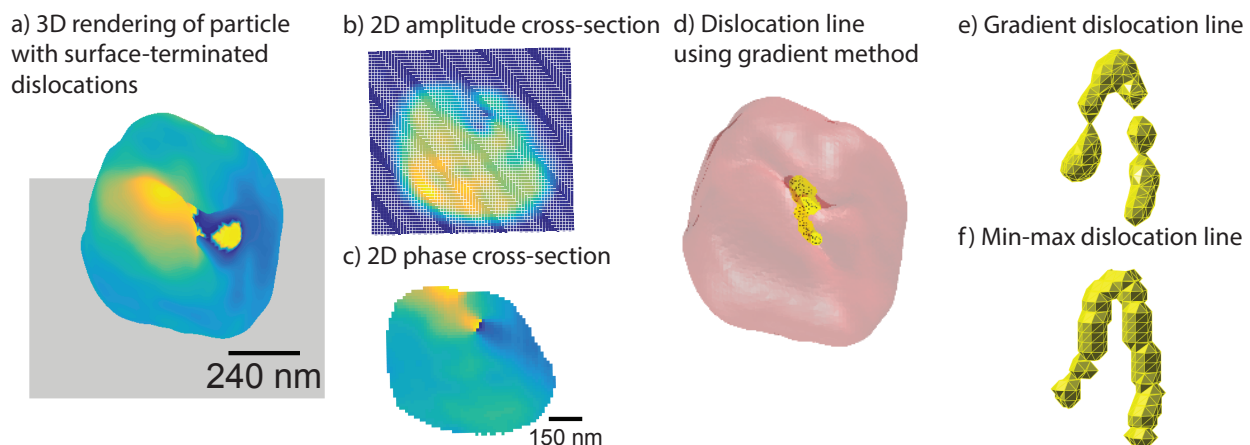 a) 3D rendering of particle
with surface-terminated
dislocations
240 nm
b) 2D amplitude cross-section
c) 2D phase cross-section
150 nm
d) Dislocation line
using gradient method
e) Gradient dislocation line
f) Min-max dislocation line